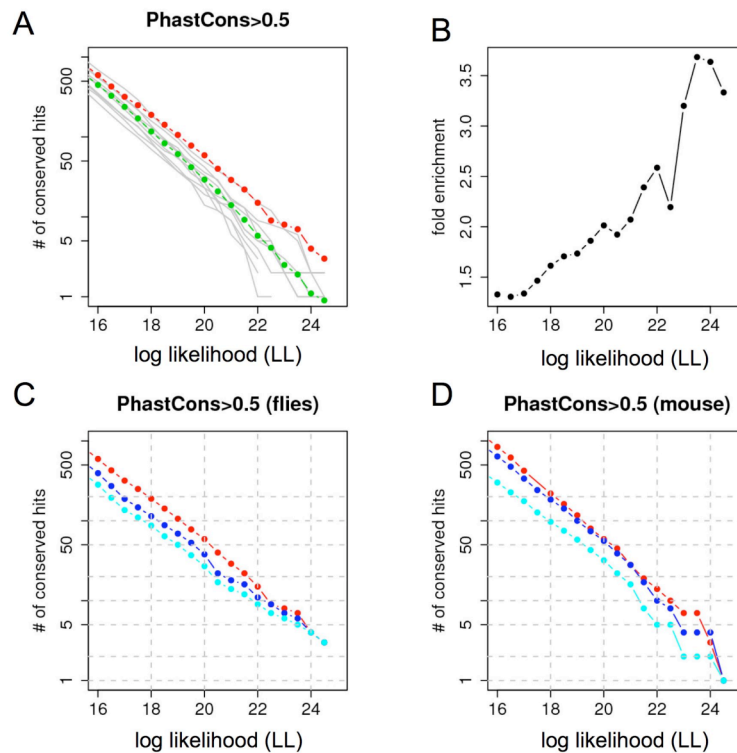 A
PhastCons>0.5
# of conserved hits
500
50
5
1
16 18 20 22 24
log likelihood (LL)
B
fold enrichment
3.5
3.0
2.5
2.0
1.5
16 18 20 22 24
log likelihood (LL)
C
PhastCons>0.5 (flies)
# of conserved hits
500
50
5
1
16 18 20 22 24
log likelihood (LL)
D
PhastCons>0.5 (mouse)
# of conserved hits
500
50
5
1
16 18 20 22 24
log likelihood (LL)